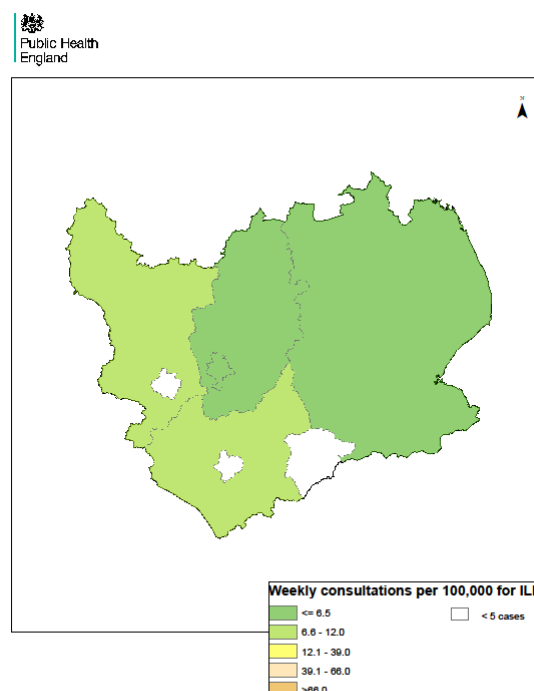 Public Health
England
N
Weekly consultations per 100,000 for ILI
<= 6.5
< 5 cases
6.6 - 12.0
12.1 - 39.0
39.1 - 66.0
>66.0